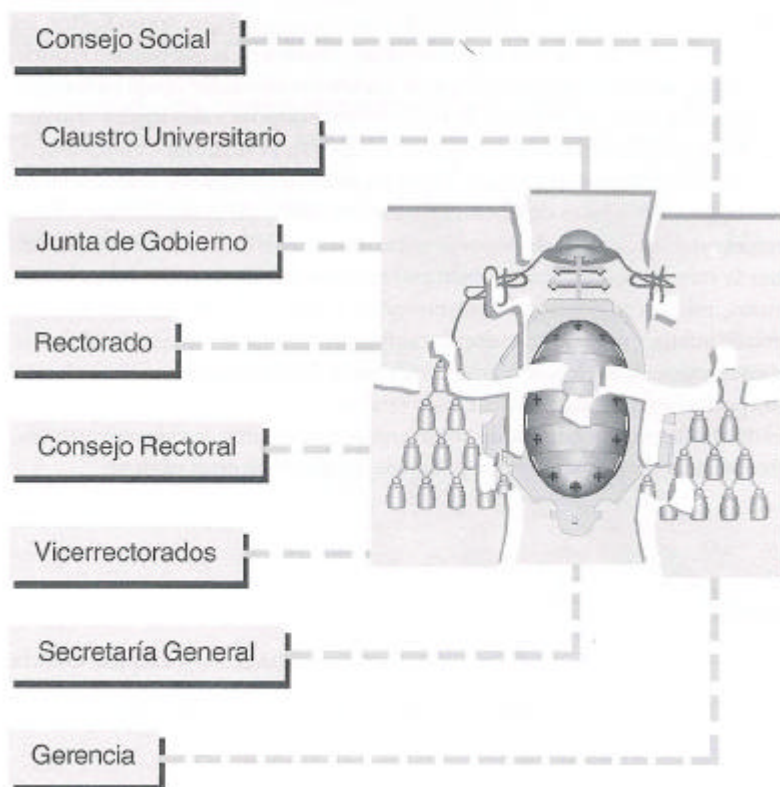 Consejo Social
Claustro Universitario
Junta de Gobierno
Rectorado
Consejo Rectoral
Vicerrectorados
Secretaría General
Gerencia